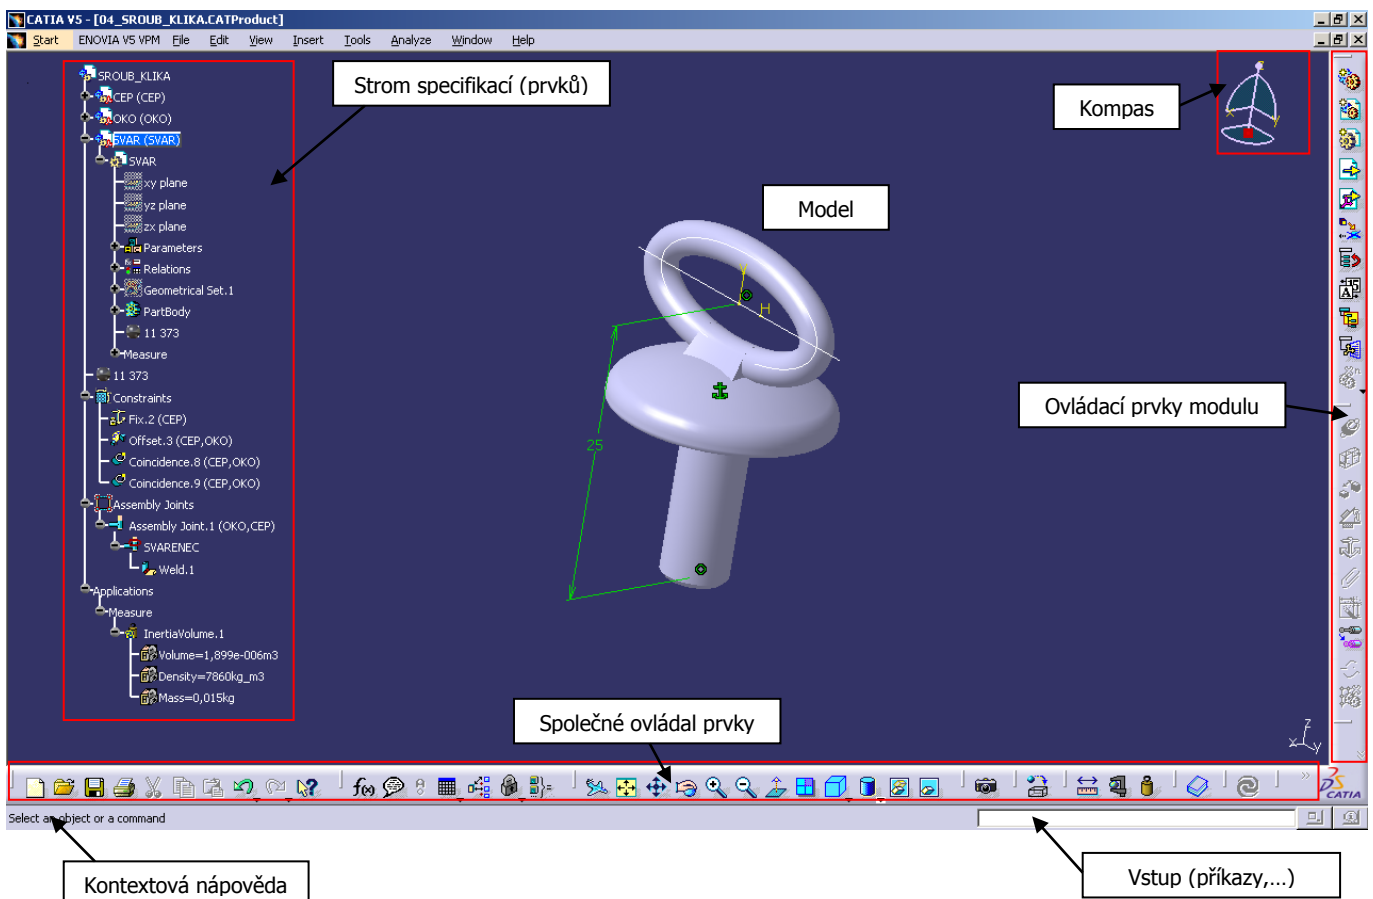 CATIA V5 - [04_SROUB_KLIKA.CATProduct]
Start ENOVIA V5 VPM File Edit View Insert Tools Analyze Window Help
SROUB_KLIKA
CEP (CEP)
OKO (OKO)
SVAR (SVAR)
SVAR
xy plane
yz plane
zx plane
Parameters
Relations
Geometrical Set.1
PartBody
11 373
Measure
11 373
Constraints
Fix.2 (CEP)
Offset.3 (CEP,OKO)
Coincidence.8 (CEP,OKO)
Coincidence.9 (CEP,OKO)
Assembly Joints
Assembly Joint.1 (OKO,CEP)
SVARENEC
Weld.1
Applications
Measure
InertiaVolume.1
Volume=1,899e-006m3
Density=7860kg_m3
Mass=0,015kg
Strom specifikací (prvků)
Kompas
z
x
y
Model
V
H
25
Ovládací prvky modulu
Společné ovládal prvky
z
x
y
f(x)
CATIA
Select an object or a command
Kontextová nápověda
Vstup (příkazy,...)